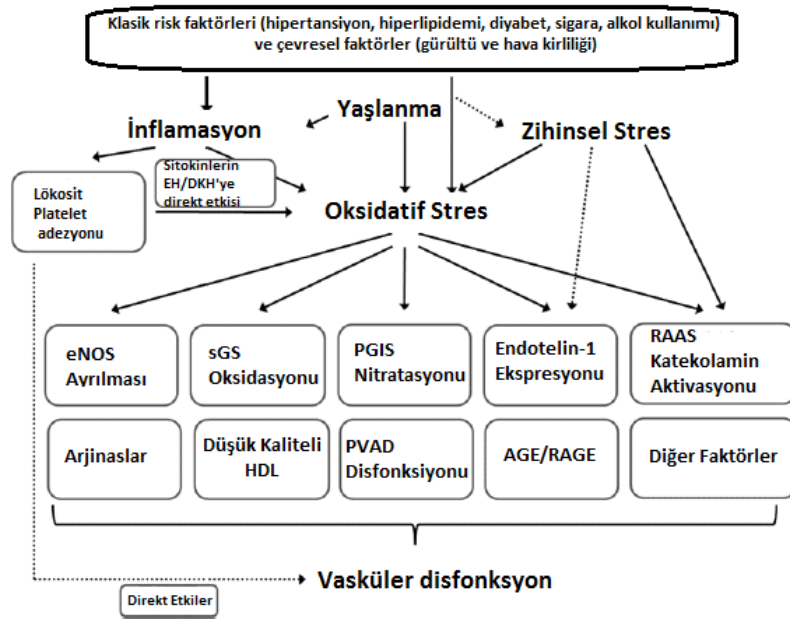 Klasik risk faktörleri (hipertansiyon, hiperlipidemi, diyabet, sigara, alkol kullanımı)
ve çevresel faktörler (gürültü ve hava kirliliği)
Yaşlanma
İnflamasyon
Zihinsel Stres
Sitokinlerin
EH/DKH'ye
direkt etkisi
Lökosit
Platelet
adezyonu
Oksidatif Stres
eNOS
Ayrılması
sGS
Oksidasyonu
PGIS
Nitratasyonu
Endotelin-1
Ekspresyonu
RAAS
Katekolamin
Aktivasyonu
Arjinaslar
Düşük Kaliteli
HDL
PVAD
Disfonksiyonu
AGE/RAGE
Diğer Faktörler
Vasküler disfonksyon
Direkt Etkiler